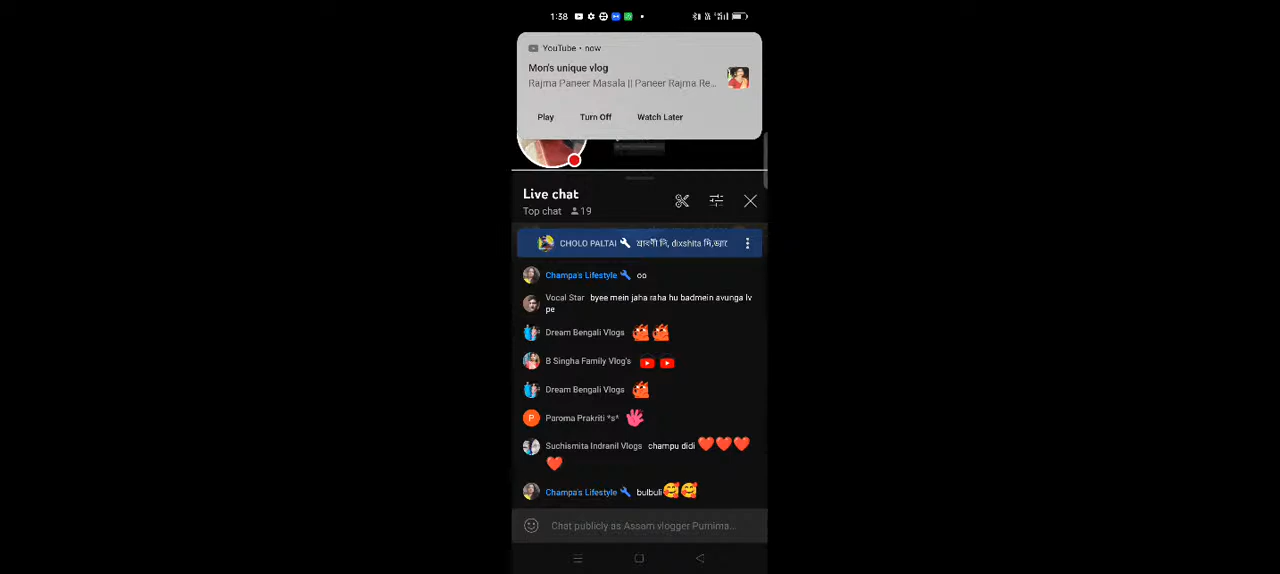 1:38
YouTube • now
Mon's unique vlog
Rajma Paneer Masala || Paneer Rajma Re...
Play Turn Off Watch Later
Live chat
Top chat 19
CHOLO PALTAI শ্রাবণী দি, dixshita দি,
Champa's Lifestyle oo
Vocal Star byee mein jaha raha hu badmein avunga lv
pe
Dream Bengali Vlogs
B Singha Family Vlog's
Dream Bengali Vlogs
P Paroma Prakriti *s*
Suchismita Indranil Vlogs champu didi ❤️❤️❤️
❤️
Champa's Lifestyle bulbuli🥰🥰
Chat publicly as Assam vlogger Purnima...